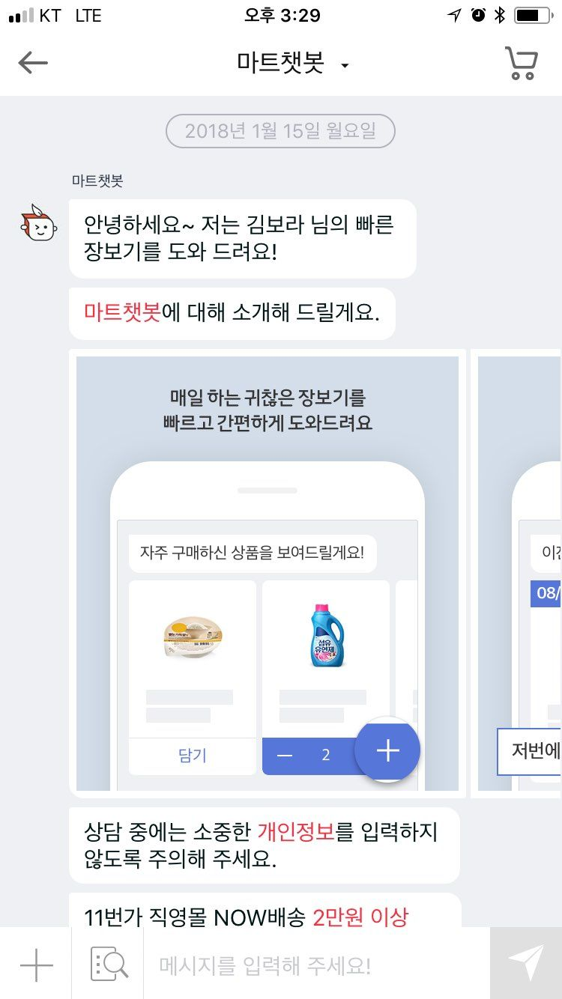 KT LTE 오후 3:29
마트챗봇
2018년 1월 15일 월요일
마트챗봇
안녕하세요~ 저는 김보라 님의 빠른
장보기를 도와 드려요!
마트챗봇에 대해 소개해 드릴게요.
매일 하는 귀찮은 장보기를
빠르고 간편하게 도와드려요
자주 구매하신 상품을 보여드릴게요!
섬유
유연제
담기
— 2 +
이전
08/
저번에
상담 중에는 소중한 개인정보를 입력하지
않도록 주의해 주세요.
11번가 직영몰 NOW배송 2만원 이상
메시지를 입력해 주세요!